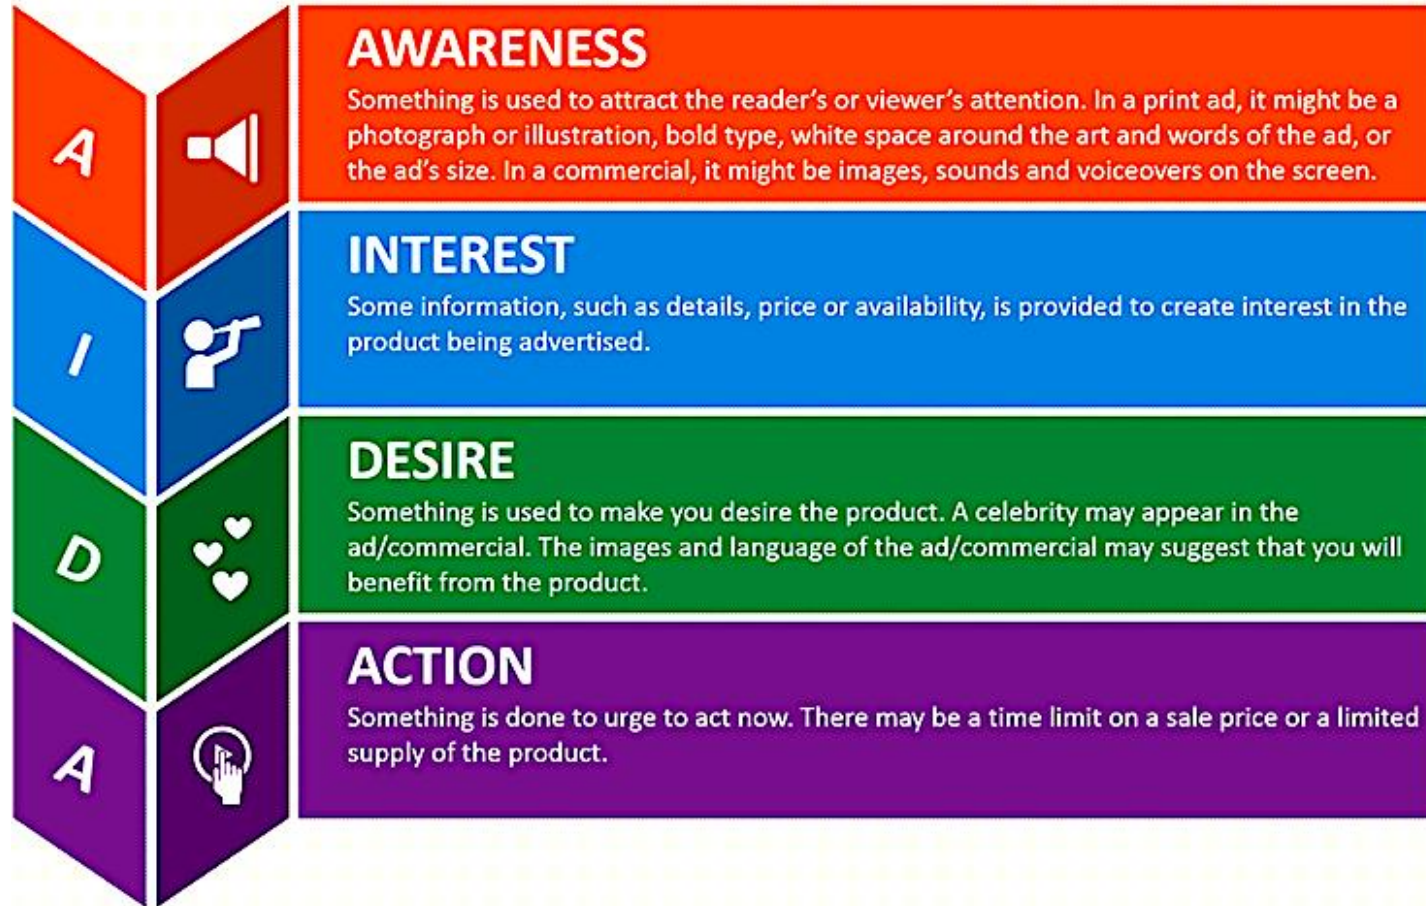 A
AWARENESS
Something is used to attract the reader’s or viewer’s attention. In a print ad, it might be a
photograph or illustration, bold type, white space around the art and words of the ad, or
the ad’s size. In a commercial, it might be images, sounds and voiceovers on the screen.
I
INTEREST
Some information, such as details, price or availability, is provided to create interest in the
product being advertised.
D
DESIRE
Something is used to make you desire the product. A celebrity may appear in the
ad/commercial. The images and language of the ad/commercial may suggest that you will
benefit from the product.
A
ACTION
Something is done to urge to act now. There may be a time limit on a sale price or a limited
supply of the product.